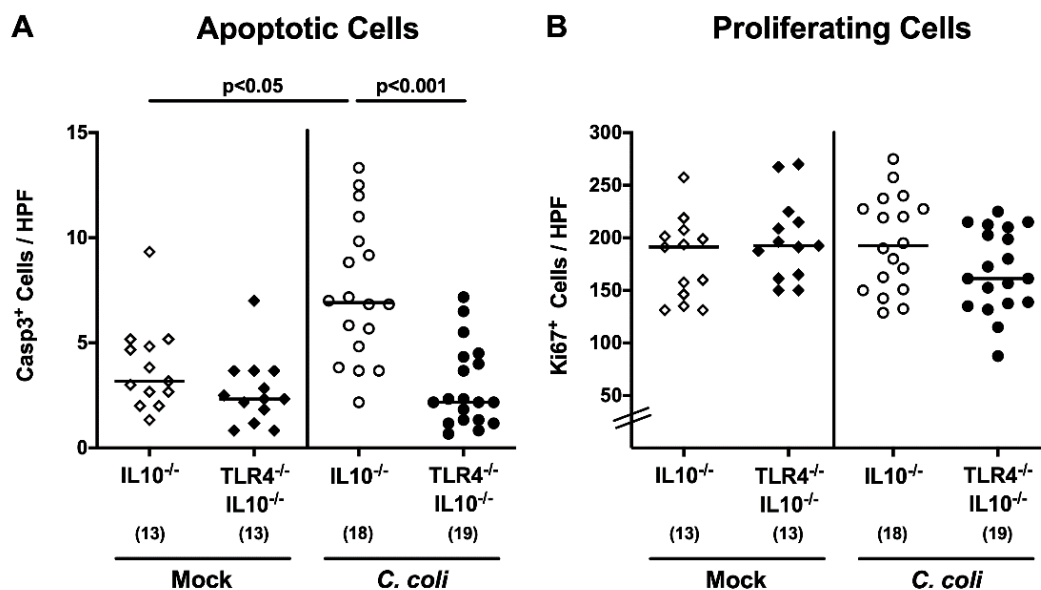 A Apoptotic Cells
p<0.05 p<0.001
Casp3+ Cells / HPF
15
10
5
0
IL10-/- TLR4-/- IL10-/- TLR4-/-
IL10-/- IL10-/-
(13) (13) (18) (19)
Mock C. coli
B Proliferating Cells
Ki67+ Cells / HPF
300
250
200
150
100
50
IL10-/- TLR4-/- IL10-/- TLR4-/-
IL10-/- IL10-/-
(13) (13) (18) (19)
Mock C. coli